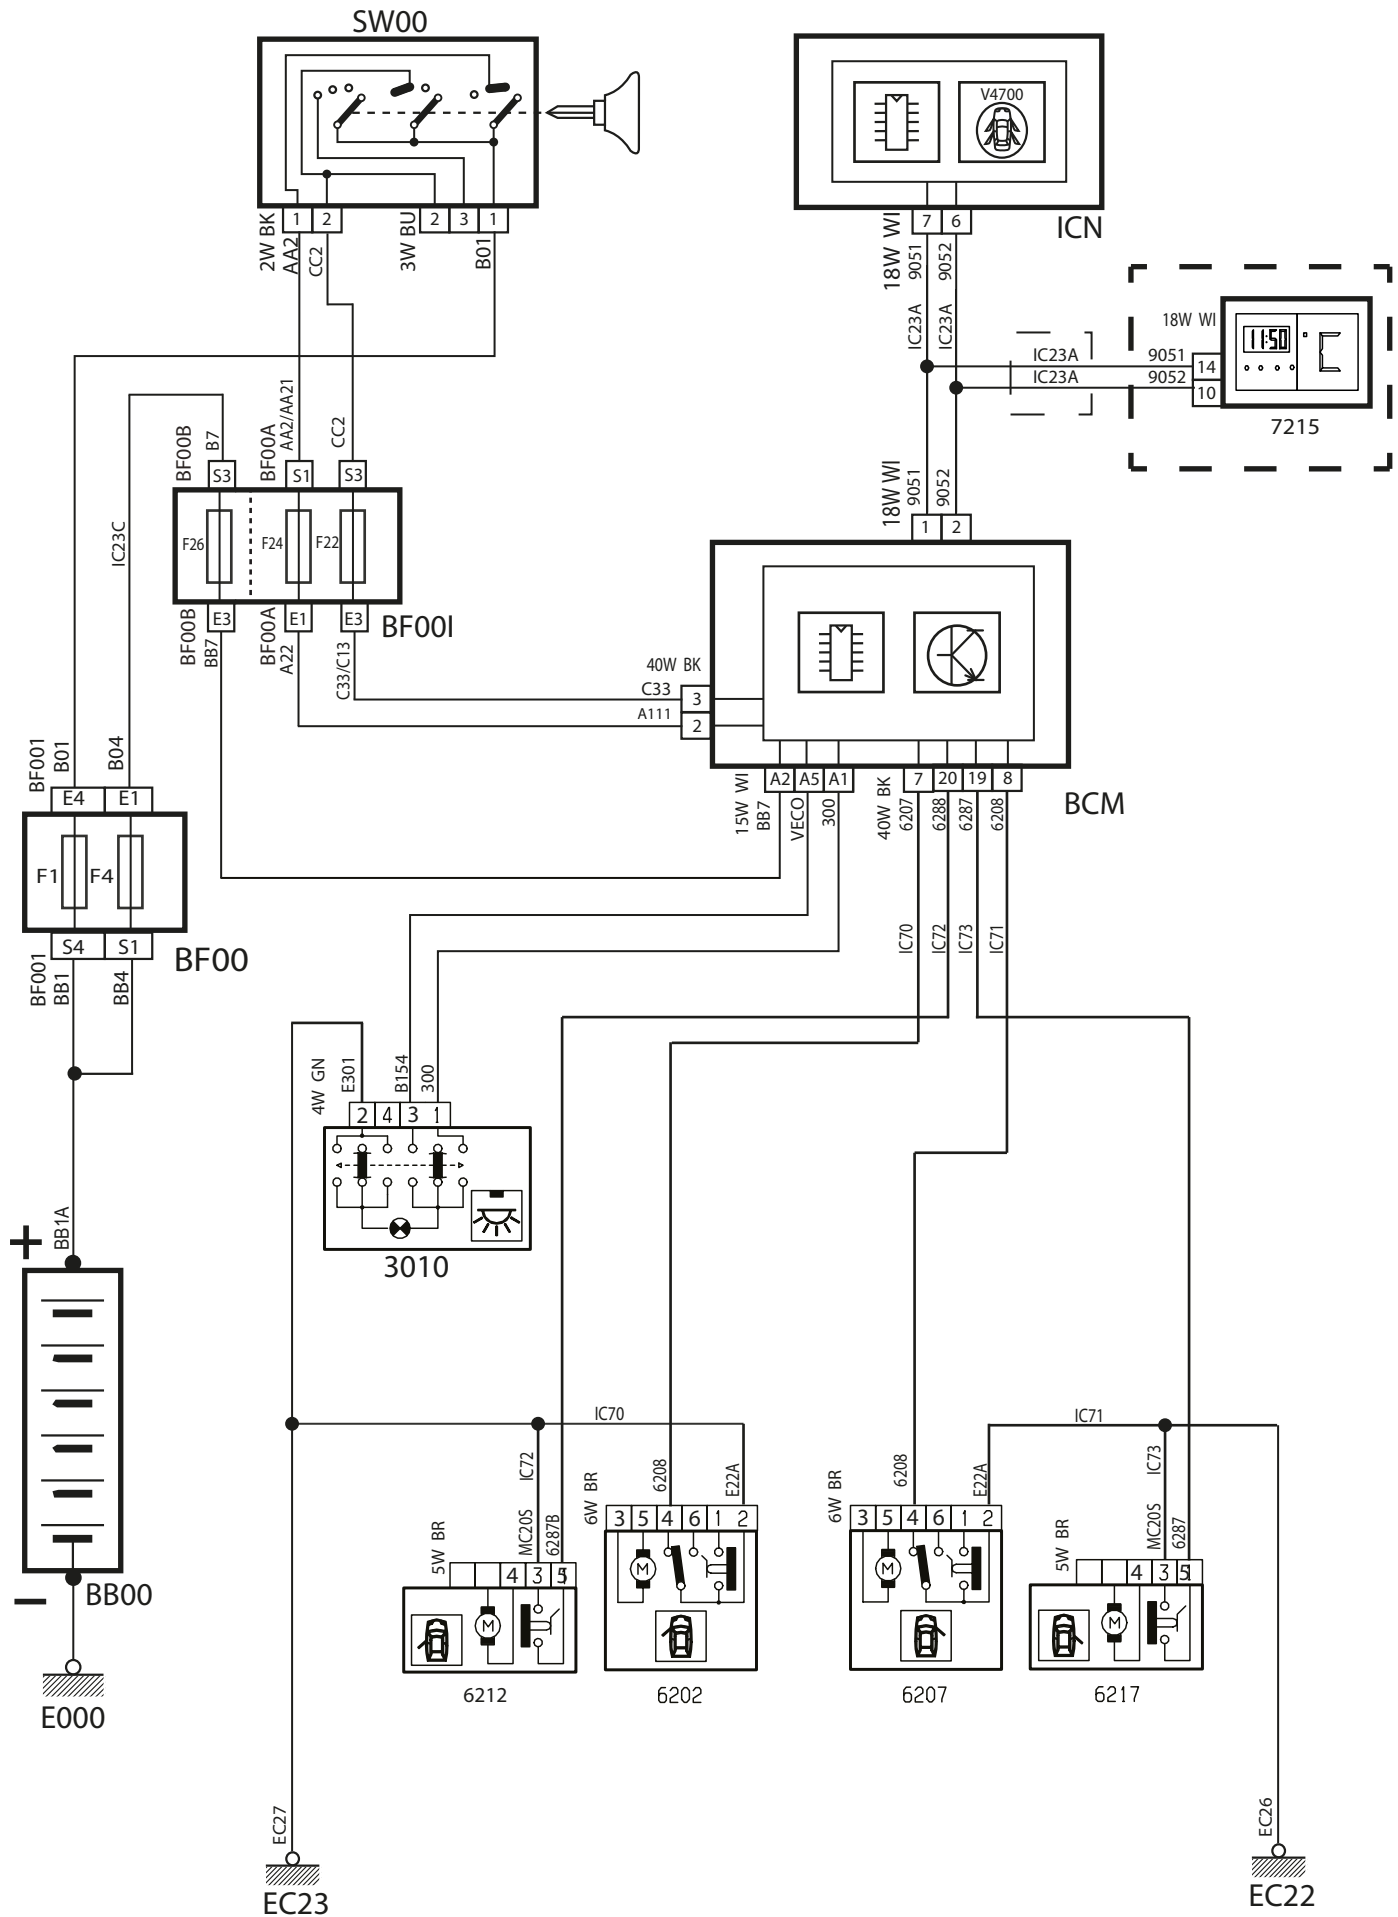 SW00
V4700
1 2 2 3 1
2W BK
AA2
CC2
3W BU
B01
7 6
ICN
18W WI
9051
9052
IC23A
IC23A
18W WI
11:50
°C
IC23A 9051 14
IC23A 9052 10
7215
BF00B
B7
BF00A
AA2/AA21
CC2
S3 S1 S3
18W WI
9051
9052
1 2
IC23C
F26 F24 F22
E3 E1 E3
BF00I
BF00B
BB7
BF00A
A22
C33/C13
40W BK
C33 3
A111 2
BF001
B01
B04
E4 E1
A2 A5 A1 7 20 19 8
BCM
15W WI
BB7
VECO
300
40W BK
6207
6288
6287
6208
F1 F4
S4 S1
BF00
BF001
BB1
BB4
IC70
IC72
IC73
IC71
4W GN
E301
B154
300
2 4 3 1
3010
+
BB1A
BB00
−
E000
IC70
IC71
IC72
IC73
5W BR
MC20S
6287B
6W BR
6208
E22A
6W BR
6208
E22A
5W BR
MC20S
6287
3 5 4 6 1 2
3 5 4 6 1 2
4 3 5
4 3 5
M M M M
6212
6202
6207
6217
EC27
EC23
EC26
EC22